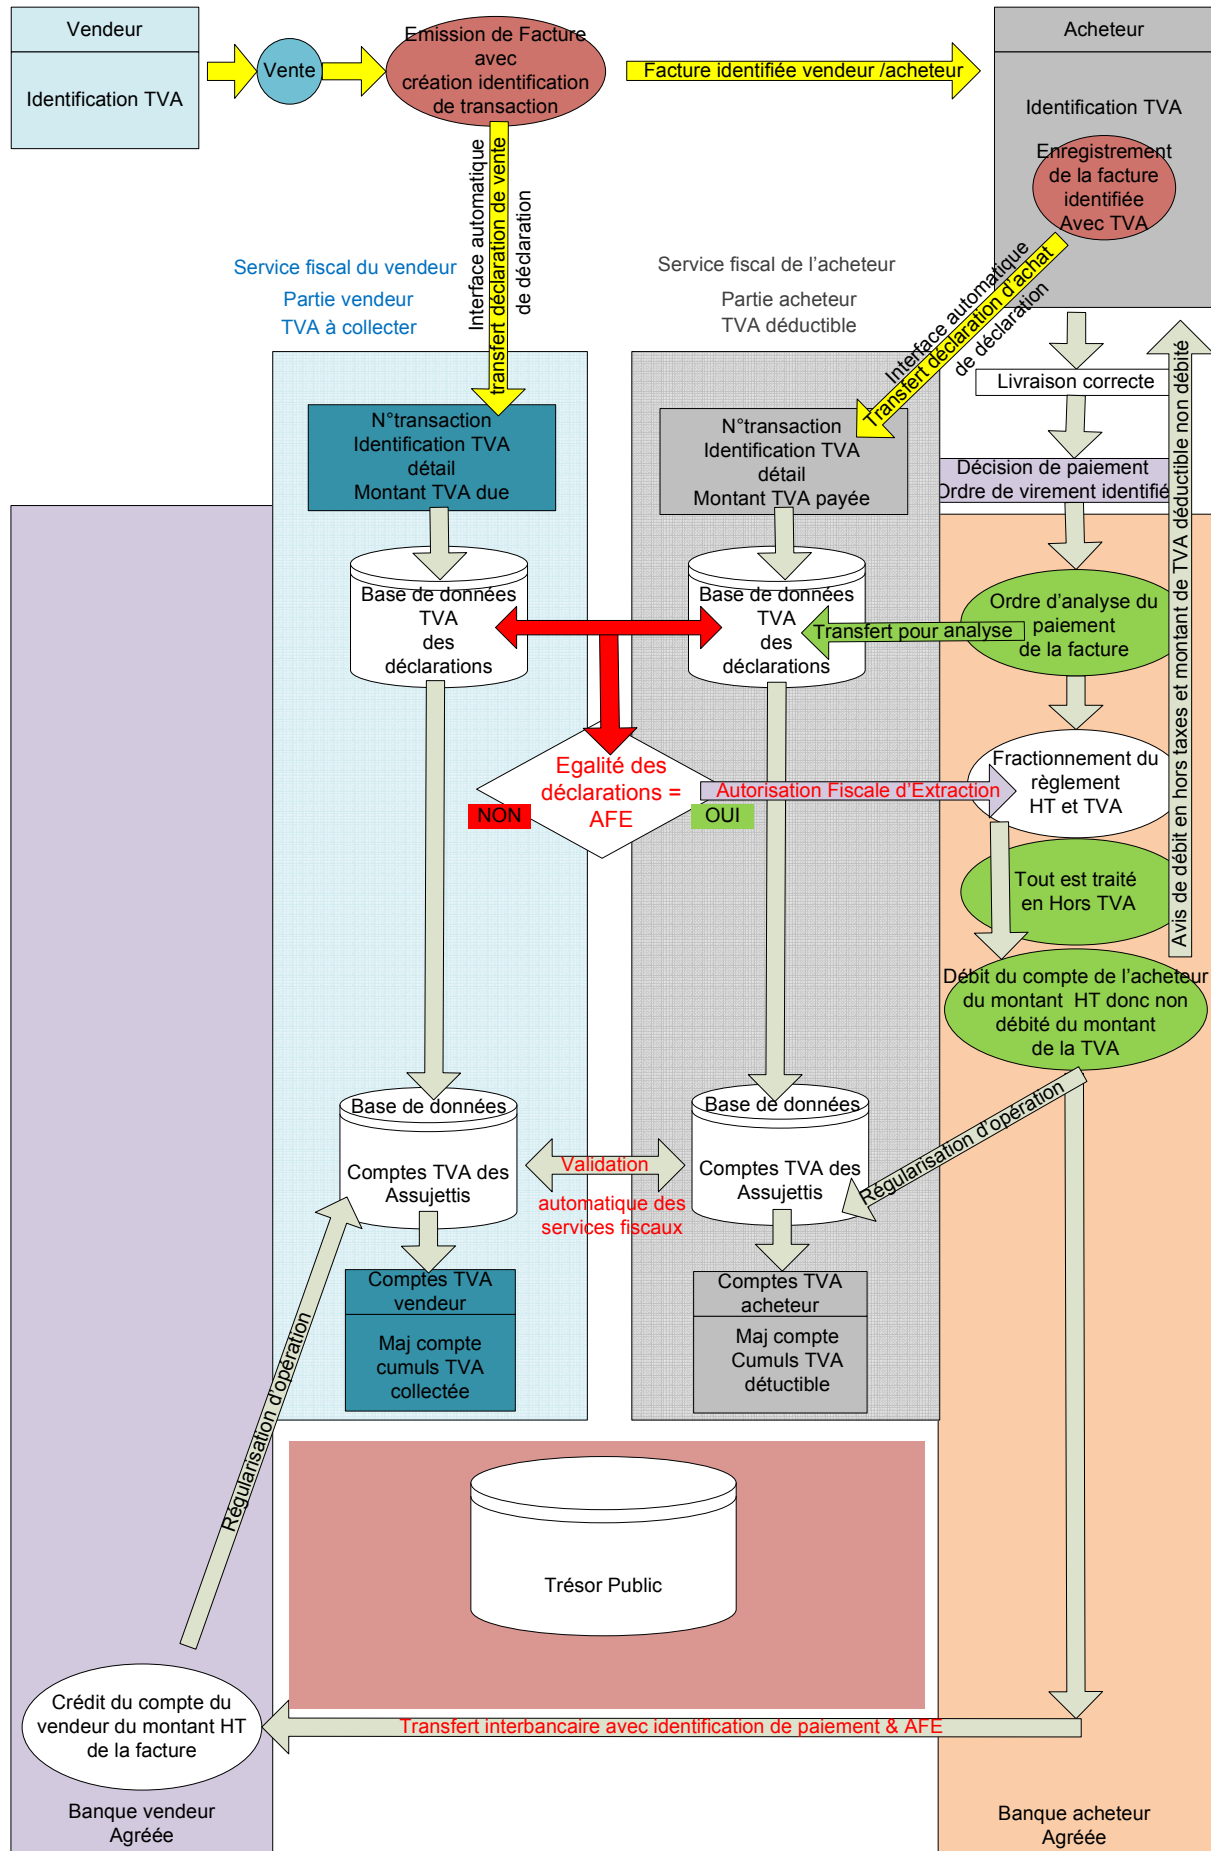 Vendeur
Identification TVA
Vente
Emission de Facture
avec
création identification
de transaction
Facture identifiée vendeur /acheteur
Acheteur
Identification TVA
Enregistrement
de la facture
identifiée
Avec TVA
Interface automatique
transfert déclaration de vente
de déclaration
Interface automatique
Transfert déclaration d'achat
de déclaration
Service fiscal du vendeur
Partie vendeur
TVA à collecter
Service fiscal de l'acheteur
Partie acheteur
TVA déductible
Livraison correcte
Décision de paiement
Ordre de virement identifié
Avis de débit en hors taxes et montant de TVA déductible non débité
N°transaction
Identification TVA
détail
Montant TVA due
N°transaction
Identification TVA
détail
Montant TVA payée
Base de données
TVA
des
déclarations
Base de données
TVA
des
déclarations
Transfert pour analyse
Ordre d'analyse du
paiement
de la facture
Egalité des
déclarations =
AFE
NON
OUI
Autorisation Fiscale d'Extraction
Fractionnement du
règlement
HT et TVA
Tout est traité
en Hors TVA
Débit du compte de l'acheteur
du montant HT donc non
débité du montant
de la TVA
Base de données
Comptes TVA des
Assujettis
Validation
automatique des
services fiscaux
Base de données
Comptes TVA des
Assujettis
Régularisation d'opération
Régularisation d'opération
Comptes TVA
vendeur
Maj compte
cumuls TVA
collectée
Comptes TVA
acheteur
Maj compte
Cumuls TVA
détuctible
Trésor Public
Crédit du compte du
vendeur du montant HT
de la facture
Transfert interbancaire avec identification de paiement & AFE
Banque vendeur
Agréée
Banque acheteur
Agréée